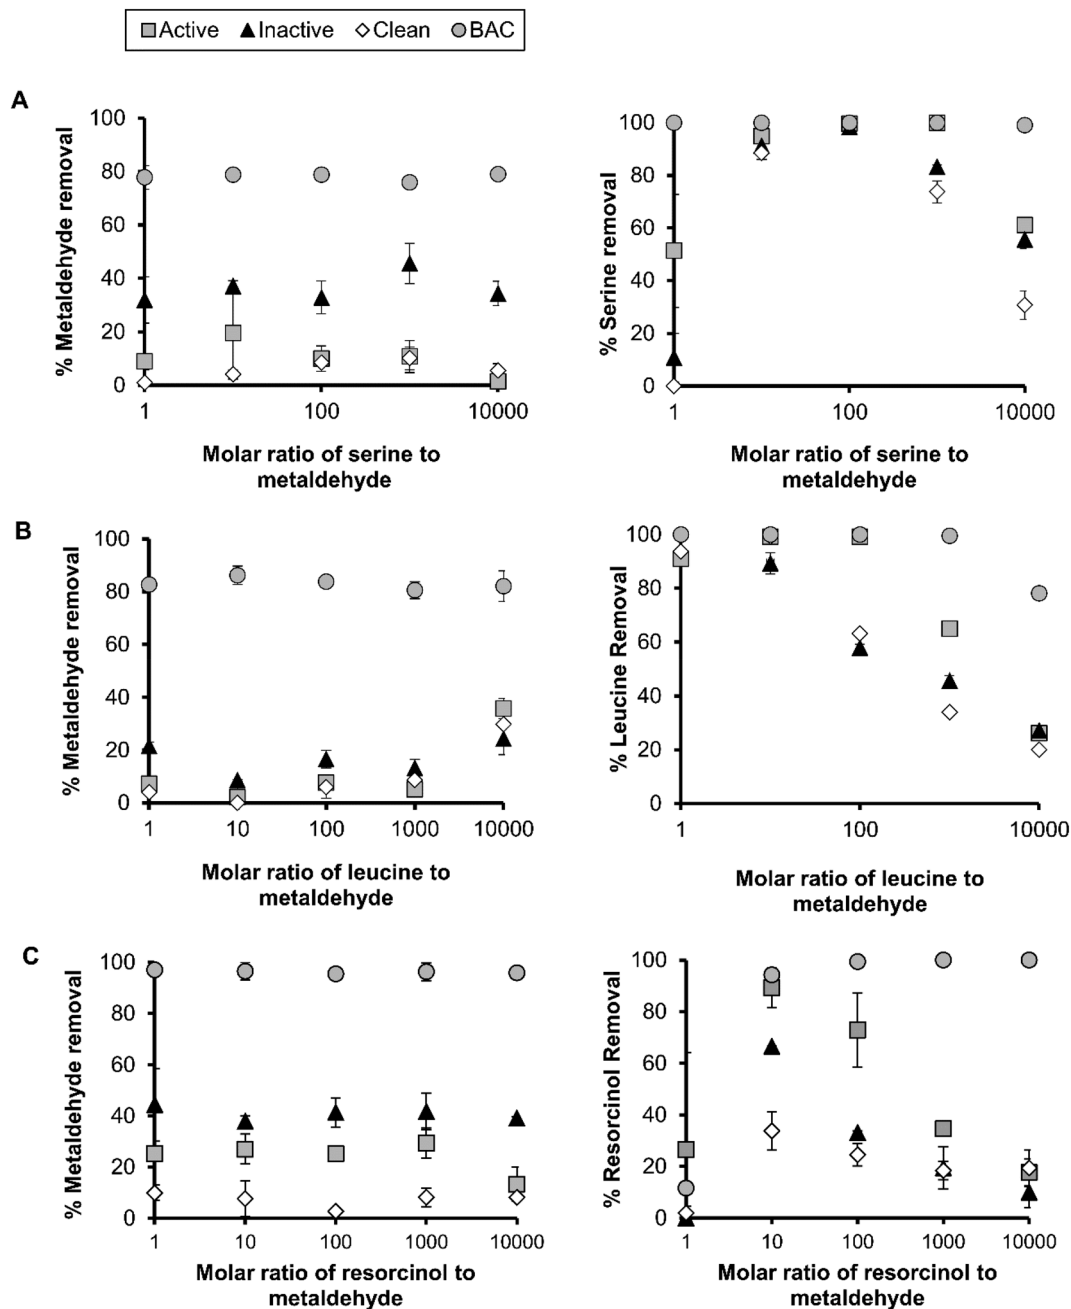 Active Inactive Clean BAC
A
% Metaldehyde removal
100
80
60
40
20
0
1 100 10000
Molar ratio of serine to
metaldehyde
% Serine removal
100
80
60
40
20
0
1 100 10000
Molar ratio of serine to
metaldehyde
B
% Metaldehyde removal
100
80
60
40
20
0
1 10 100 1000 10000
Molar ratio of leucine to
metaldehyde
% Leucine Removal
100
80
60
40
20
0
1 100 10000
Molar ratio of leucine to
metaldehyde
C
% Metaldehyde removal
100
80
60
40
20
0
1 10 100 1000 10000
Molar ratio of resorcinol to
metaldehyde
% Resorcinol Removal
100
80
60
40
20
0
1 10 100 1000 10000
Molar ratio of resorcinol to
metaldehyde